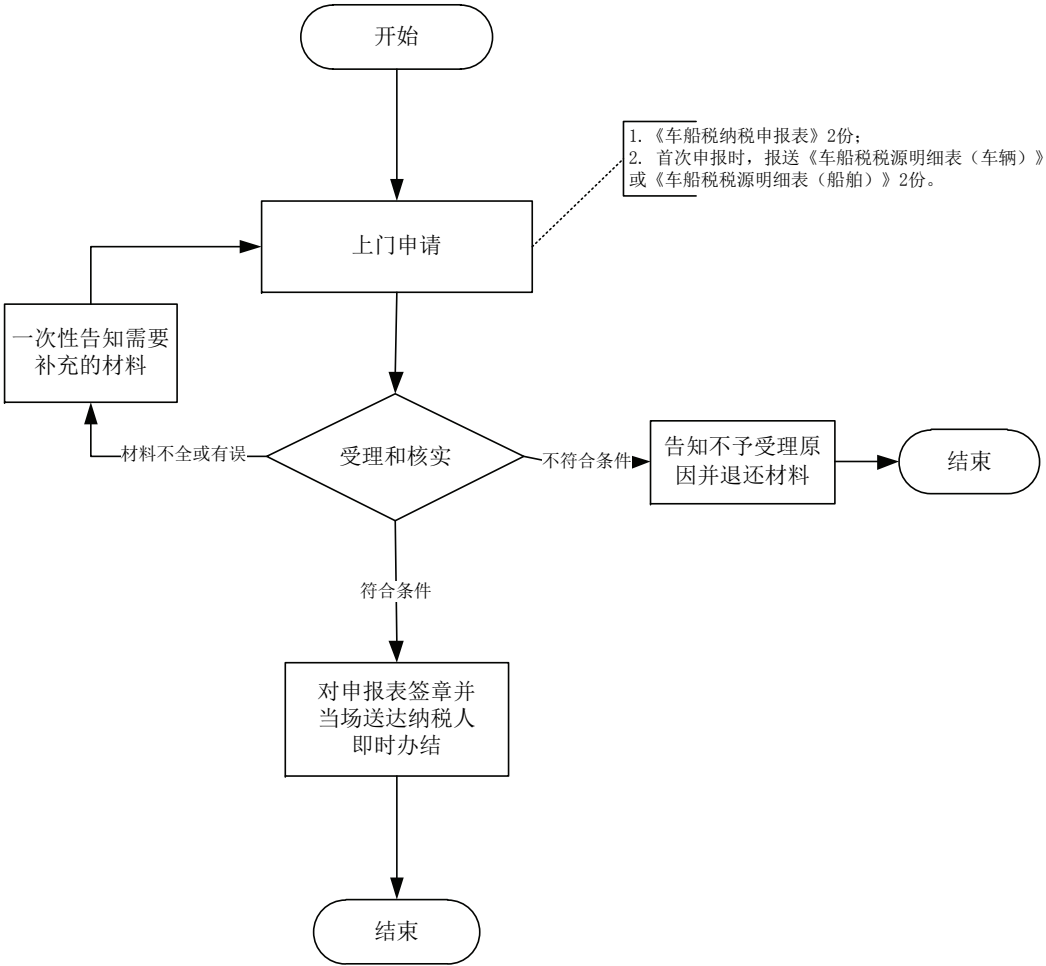 开始
1.《车船税纳税申报表》2份；
2. 首次申报时，报送《车船税税源明细表（车辆）》
或《车船税税源明细表（船舶）》2份。
上门申请
一次性告知需要
补充的材料
材料不全或有误
受理和核实
不符合条件
告知不予受理原
因并退还材料
结束
符合条件
对申报表签章并
当场送达纳税人
即时办结
结束